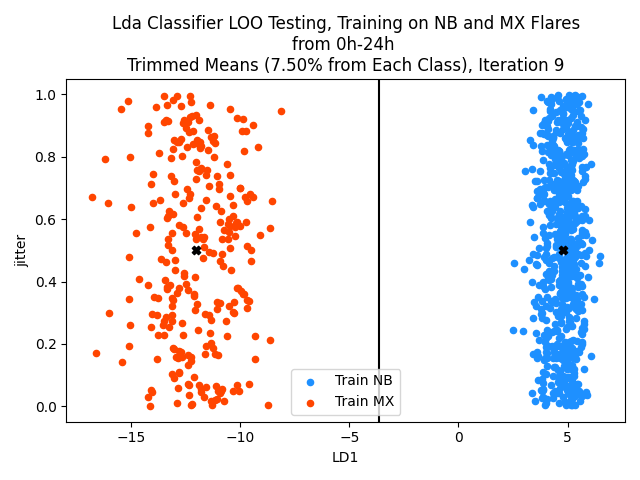 Lda Classifier LOO Testing, Training on NB and MX Flares
from 0h-24h
Trimmed Means (7.50% from Each Class), Iteration 9
jitter
1.0
0.8
0.6
0.4
0.2
0.0
Train NB
Train MX
−15
−10
−5
0
5
LD1